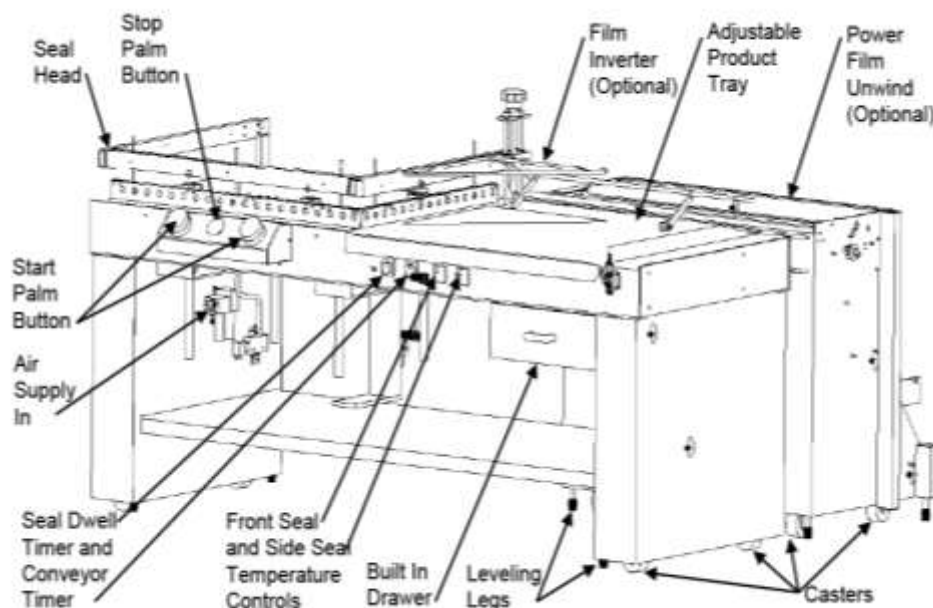 Stop
Palm
Button
Seal
Head
Film
Inverter
(Optional)
Adjustable
Product
Tray
Power
Film
Unwind
(Optional)
Start
Palm
Button
Air
Supply
In
Seal Dwell
Timer and
Conveyor
Timer
Front Seal
and Side Seal
Temperature
Controls
Built In
Drawer
Leveling
Legs
Casters